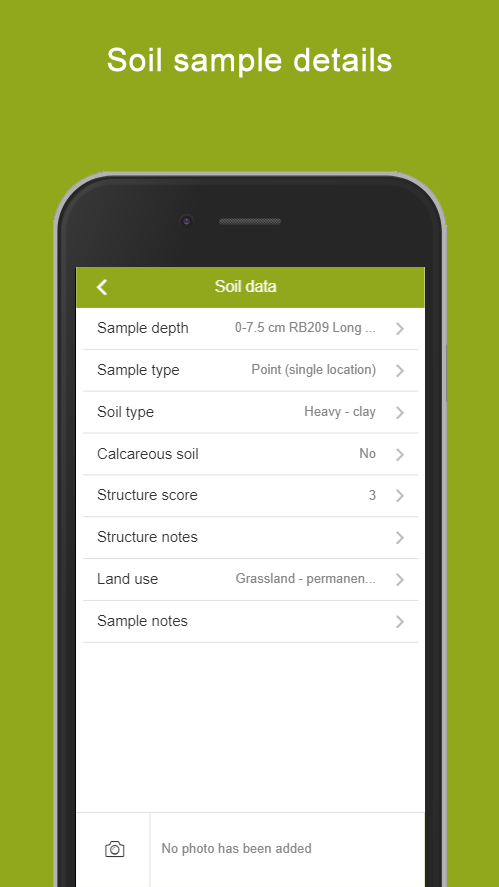 Soil sample details
Soil data
Sample depth 0-7.5 cm RB209 Long ...
Sample type Point (single location)
Soil type Heavy - clay
Calcareous soil No
Structure score 3
Structure notes
Land use Grassland - permanen...
Sample notes
No photo has been added